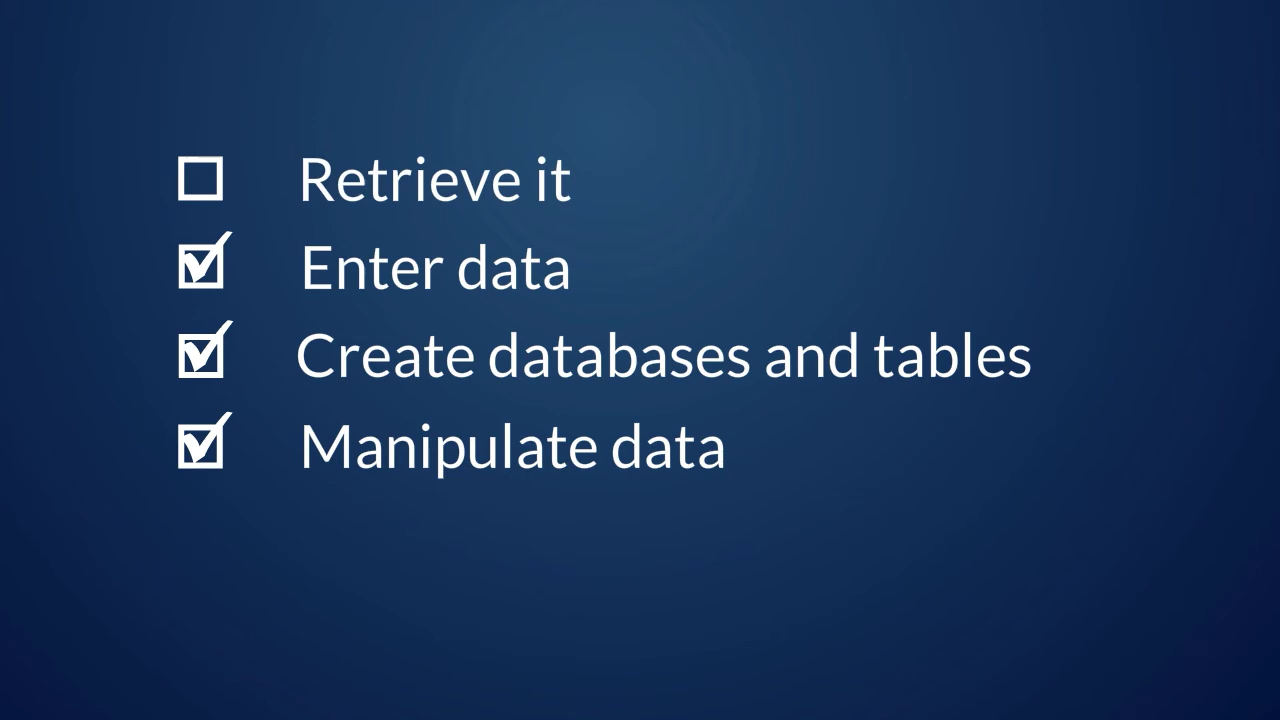 Retrieve it
Enter data
Create databases and tables
Manipulate data